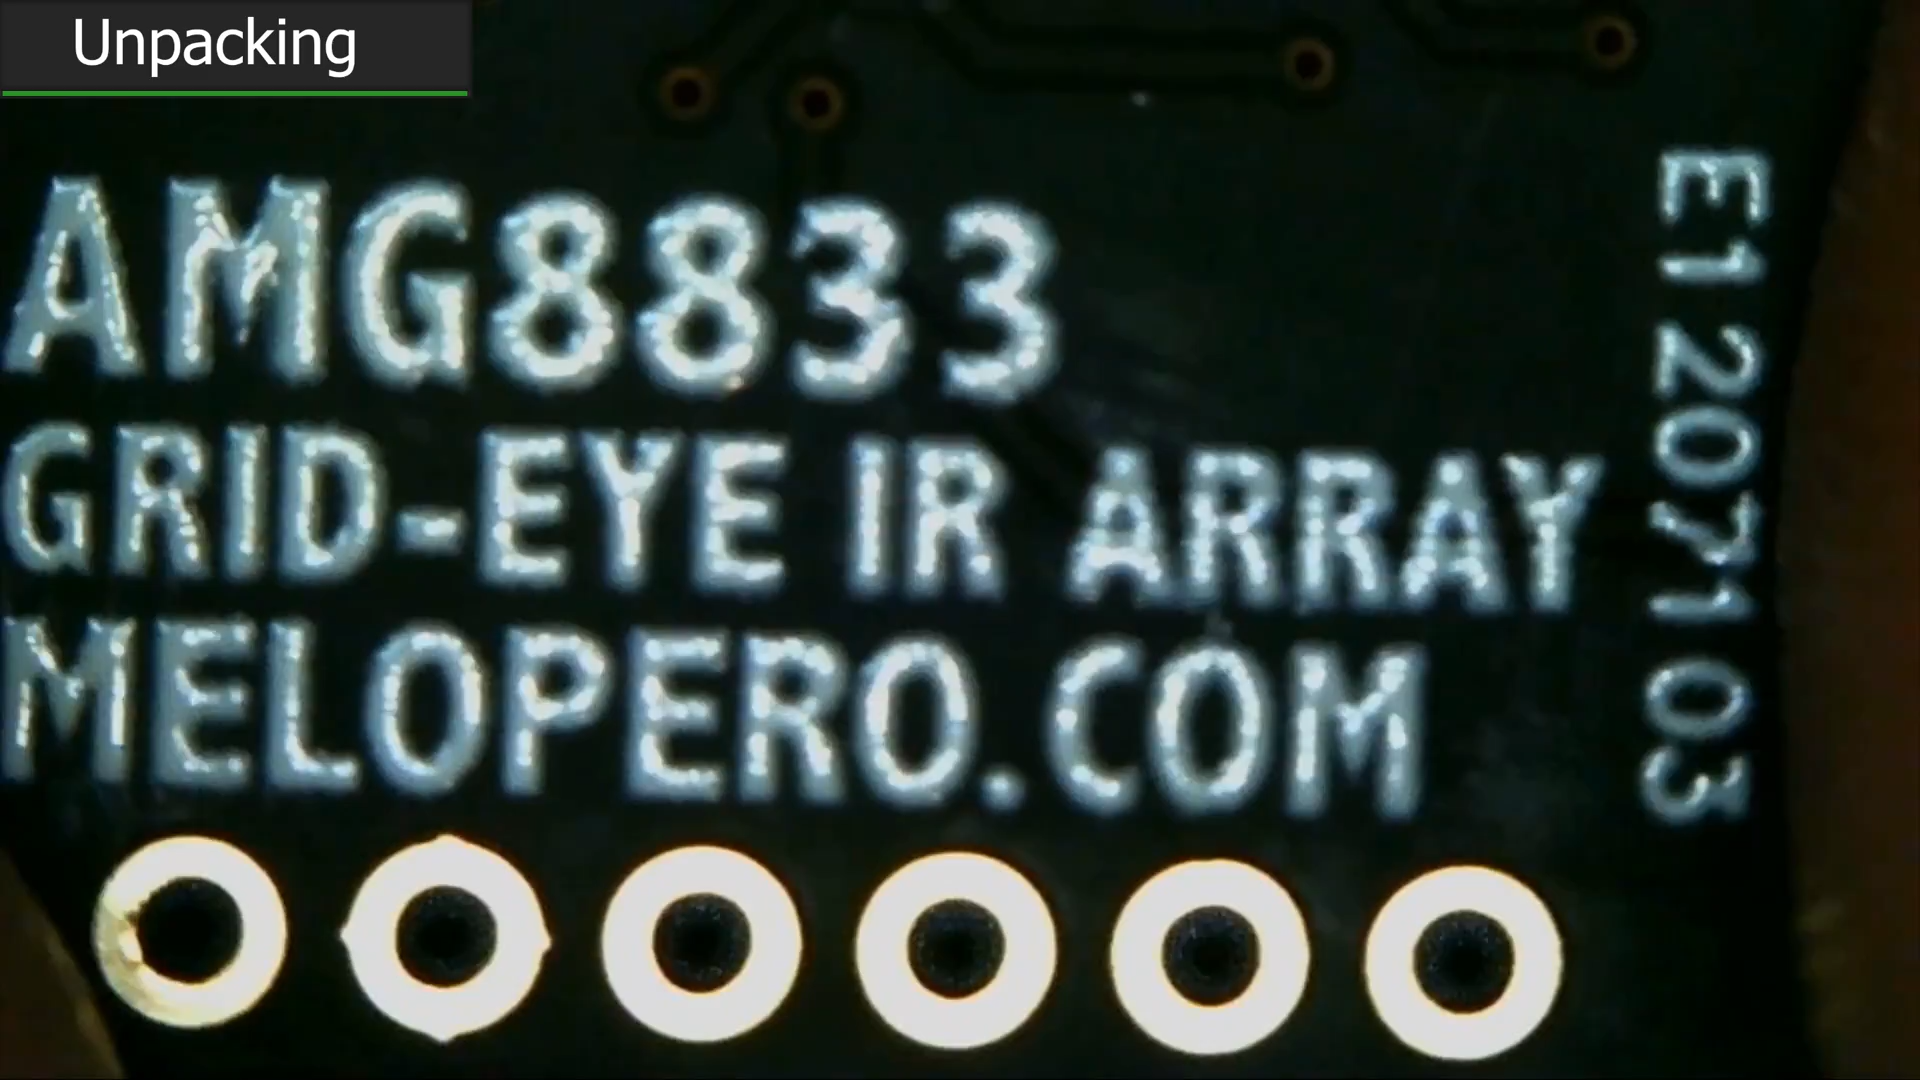 Unpacking
AMG8833
GRID-EYE IR ARRAY
MELOPERO.COM
E1207103